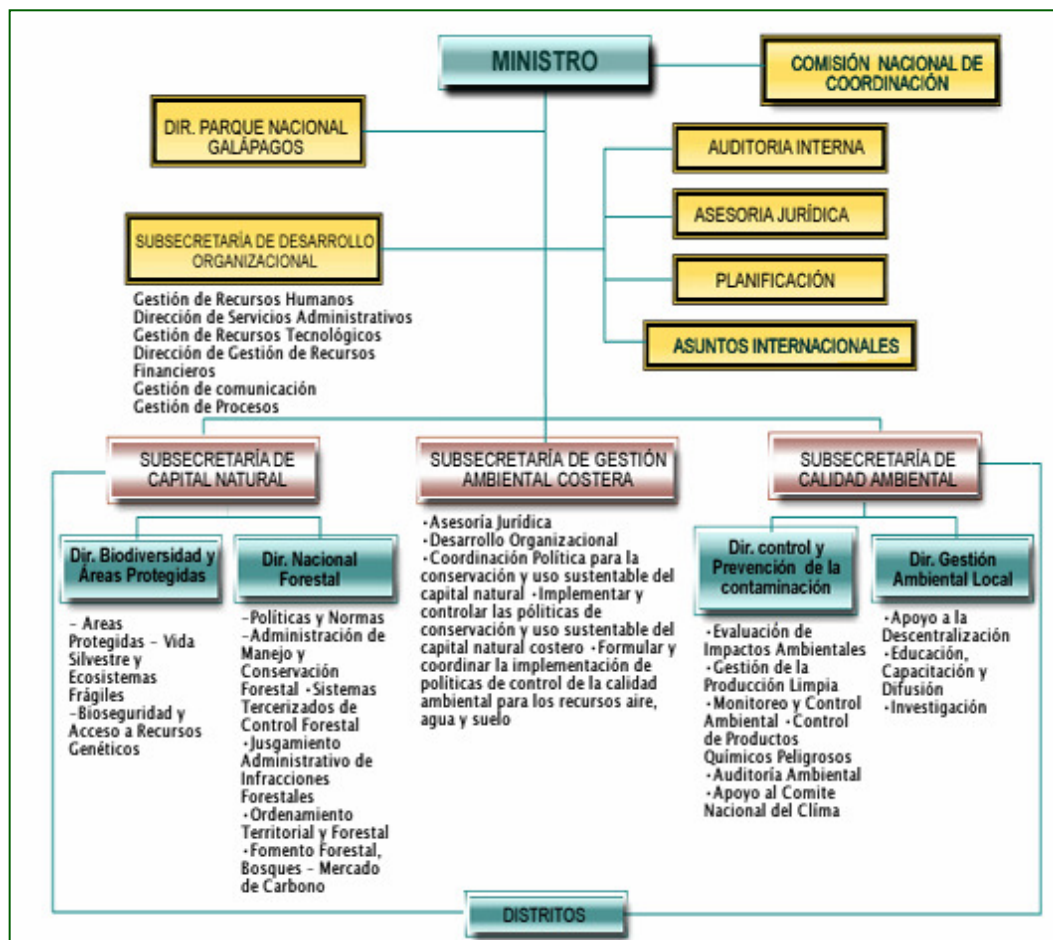 MINISTRO
COMISIÓN NACIONAL DE
COORDINACIÓN
DIR. PARQUE NACIONAL
GALÁPAGOS
AUDITORIA INTERNA
ASESORIA JURÍDICA
SUBSECRETARÍA DE DESARROLLO
ORGANIZACIONAL
PLANIFICACIÓN
ASUNTOS INTERNACIONALES
Gestión de Recursos Humanos
Dirección de Servicios Administrativos
Gestión de Recursos Tecnológicos
Dirección de Gestión de Recursos
Financieros
Gestión de comunicación
Gestión de Procesos
SUBSECRETARÍA DE
CAPITAL NATURAL
SUBSECRETARÍA DE GESTIÓN
AMBIENTAL COSTERA
SUBSECRETARÍA DE
CALIDAD AMBIENTAL
Dir. Biodiversidad y
Áreas Protegidas
- Areas
Protegidas - Vida
Silvestre y
Ecosistemas
Frágiles
-Bioseguridad y
Acceso a Recursos
Genéticos
Dir. Nacional
Forestal
-Políticas y Normas
-Administración de
Manejo y
Conservación
Forestal ·Sistemas
Tercerizados de
Control Forestal
·Jusgamiento
Administrativo de
Infracciones
Forestales
·Ordenamiento
Territorial y Forestal
·Fomento Forestal,
Bosques - Mercado
de Carbono
·Asesoría Jurídica
·Desarrollo Organizacional
·Coordinación Política para la
conservación y uso sustentable del
capital natural ·Implementar y
controlar las póliticas de
conservación y uso sustentable del
capital natural costero ·Formular y
coordinar la implementación de
políticas de control de la calidad
ambiental para los recursos aire,
agua y suelo
Dir. control y
Prevención de la
contaminación
·Evaluación de
Impactos Ambientales
·Gestión de la
Producción Limpia
·Monitoreo y Control
Ambiental ·Control
de Productos
Químicos Peligrosos
·Auditoría Ambiental
·Apoyo al Comite
Nacional del Clíma
Dir. Gestión
Ambiental Local
·Apoyo a la
Descentralización
·Educación,
Capacitación y
Difusión
·Investigación
DISTRITOS